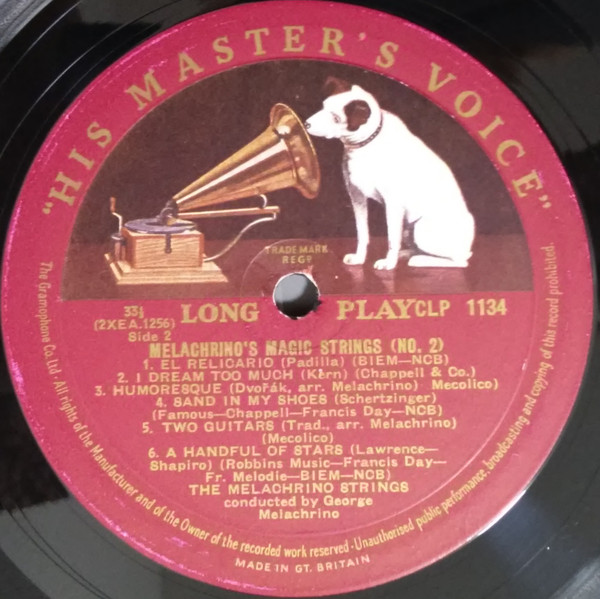 "HIS MASTER'S VOICE"
TRADE MARK
REGD
33⅓
(2XEA.1256)
Side 2
LONG PLAY CLP 1134
MELACHRINO'S MAGIC STRINGS (NO. 2)
1. EL RELICARIO (Padilla) (BIEM—NCB)
2. I DREAM TOO MUCH (Kern) (Chappell & Co.)
3. HUMORESQUE (Dvořák, arr. Melachrino) Mecolico)
4. SAND IN MY SHOES (Schertzinger)
(Famous—Chappell—Francis Day—NCB)
5. TWO GUITARS (Trad., arr. Melachrino)
(Mecolico)
6. A HANDFUL OF STARS (Lawrence—
Shapiro) (Robbins Music—Francis Day—
Fr. Melodie—BIEM—NCB)
THE MELACHRINO STRINGS
conducted by George
Melachrino
The Gramophone Co. Ltd. · All rights of the Manufacturer and of the Owner of the recorded work reserved · Unauthorised public performance, broadcasting and copying of this record prohibited.
MADE IN GT. BRITAIN